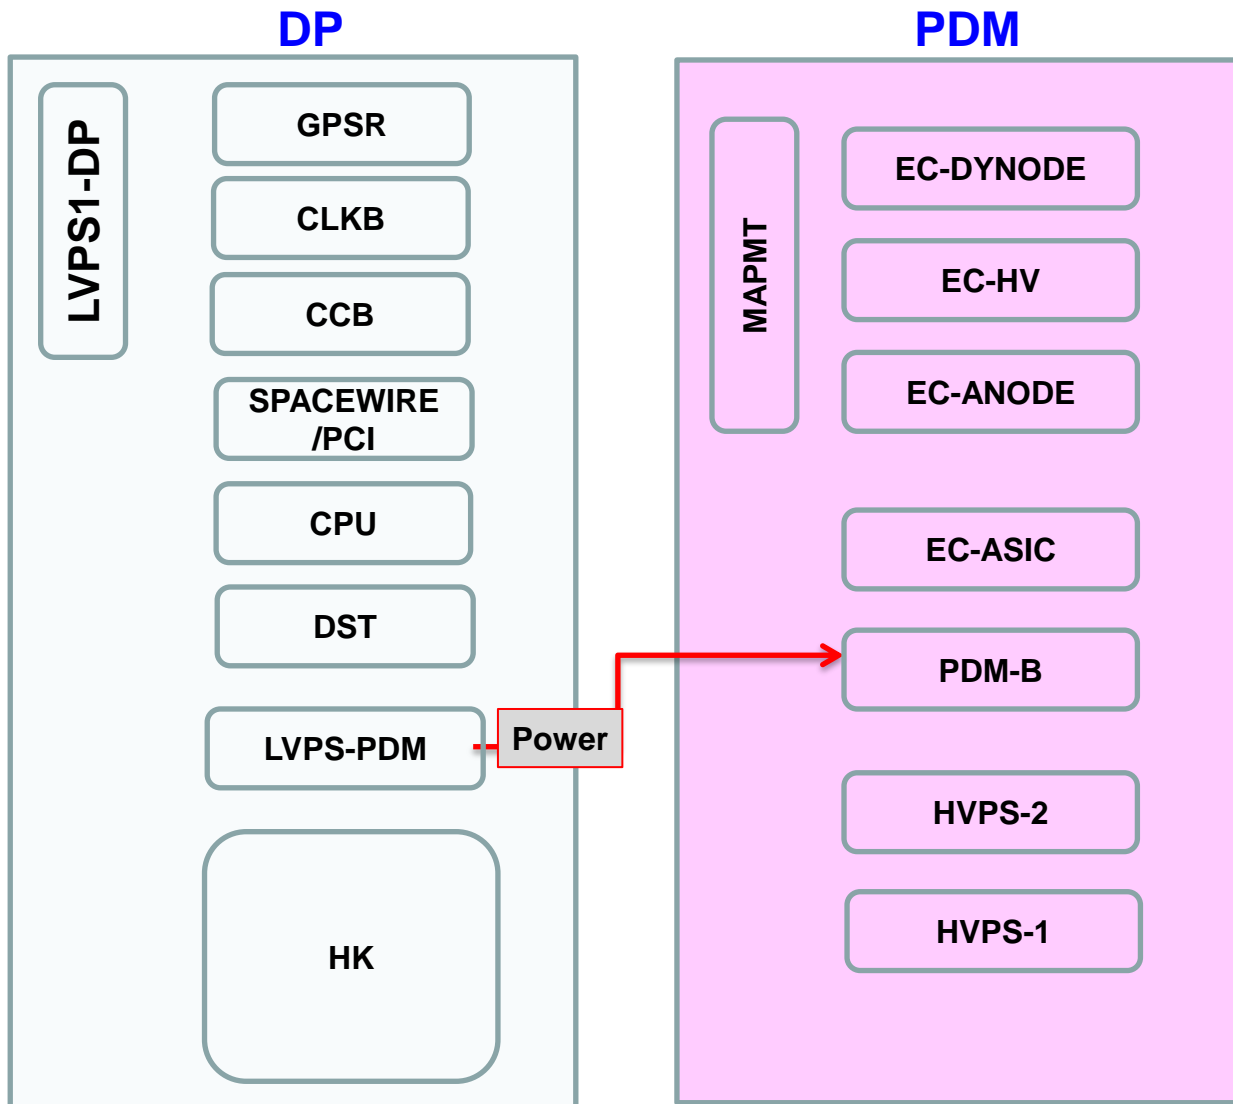 DP
LVPS1-DP
GPSR
CLKB
CCB
SPACEWIRE
/PCI
CPU
DST
LVPS-PDM
Power
HK
PDM
MAPMT
EC-DYNODE
EC-HV
EC-ANODE
EC-ASIC
PDM-B
HVPS-2
HVPS-1